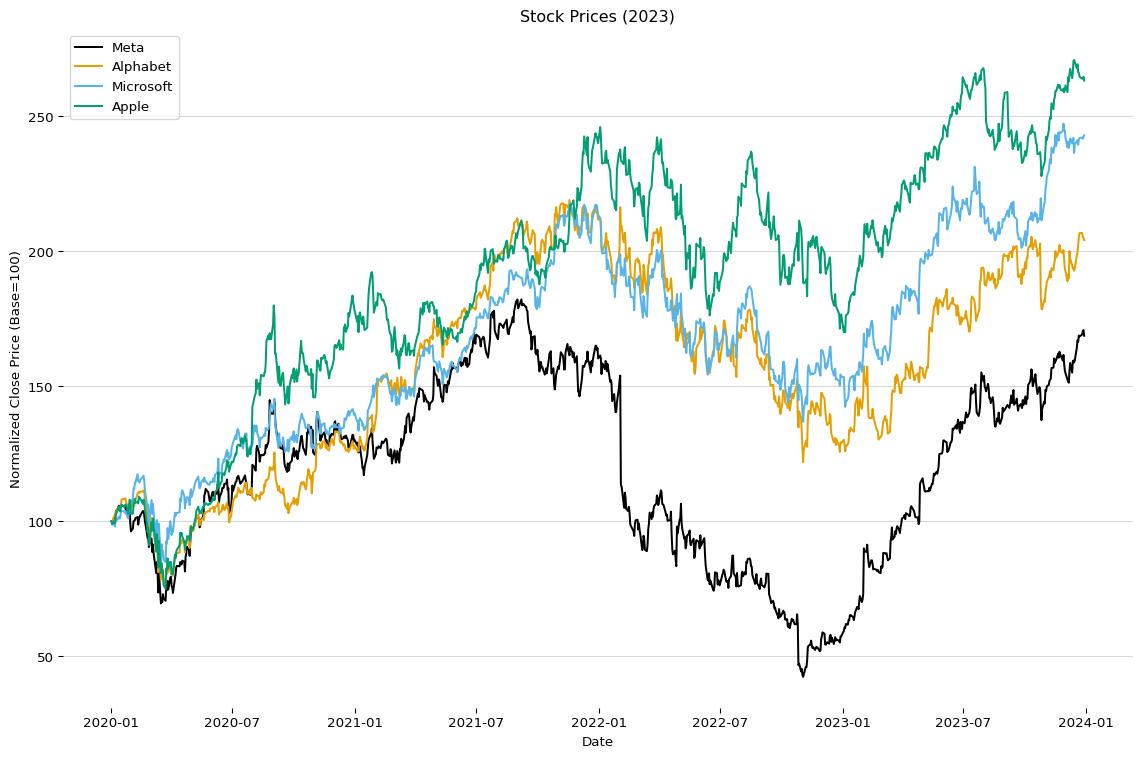 Stock Prices (2023)
Meta
Alphabet
Microsoft
Apple
Normalized Close Price (Base=100)
250
200
150
100
50
2020-01
2020-07
2021-01
2021-07
2022-01
2022-07
2023-01
2023-07
2024-01
Date